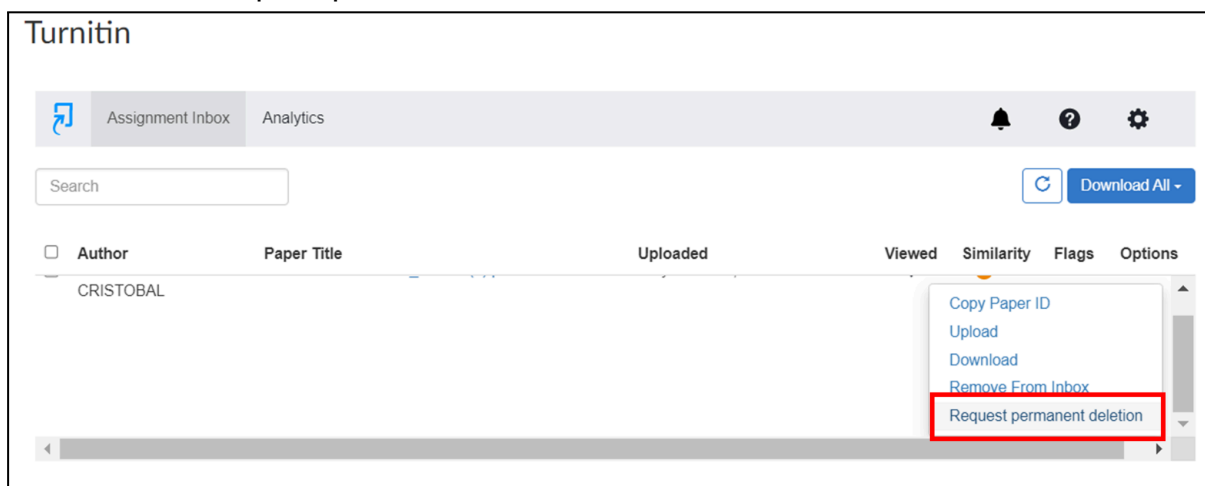 Turnitin
Assignment Inbox Analytics
Search
Download All
Author Paper Title Uploaded Viewed Similarity Flags Options
CRISTOBAL
Copy Paper ID
Upload
Download
Remove From Inbox
Request permanent deletion